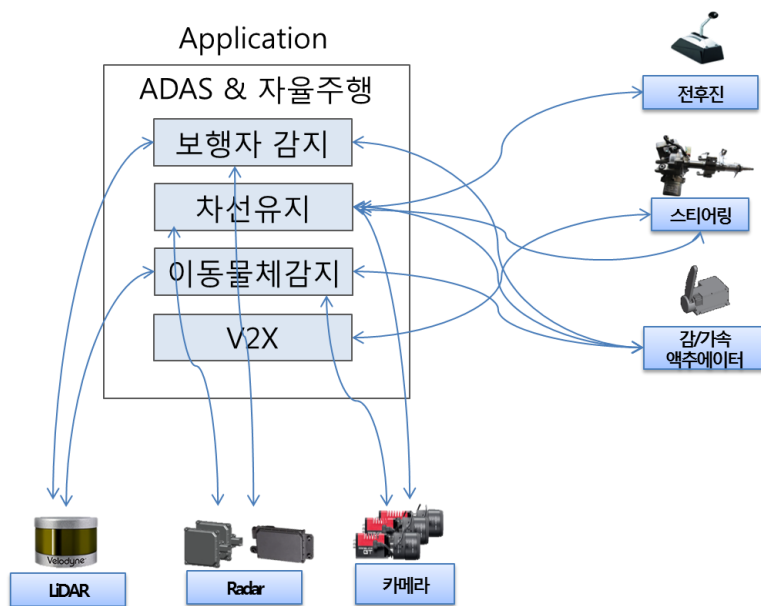 Application
ADAS & 자율주행
보행자 감지
차선유지
이동물체감지
V2X
전후진
스티어링
감/가속
액추에이터
Velodyne
LiDAR
Radar
GT
카메라